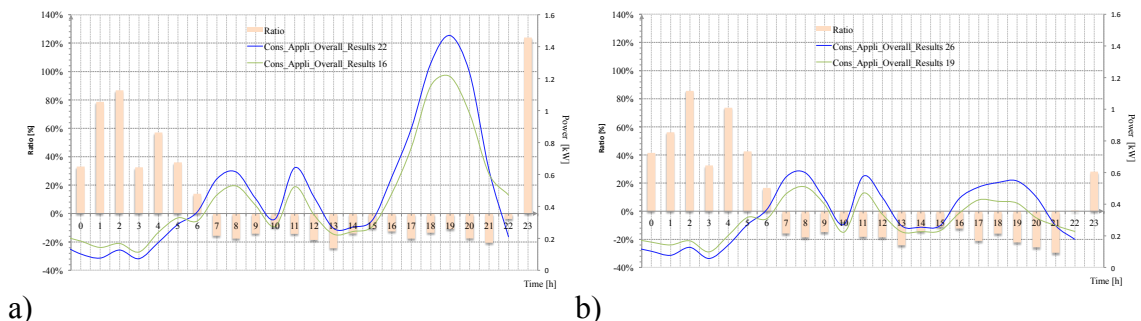 140%
120%
100%
80%
60%
40%
20%
0%
-20%
-40%
Ratio [%]
Ratio
Cons_Appli_Overall_Results 22
Cons_Appli_Overall_Results 16
1.6
1.4
1.2
1
0.8
0.6
0.4
0.2
0
Power [kW]
0 1 2 3 4 5 6 7 8 9 10 11 12 13 14 15 16 17 18 19 20 21 22 23
Time [h]
a)
140%
120%
100%
80%
60%
40%
20%
0%
-20%
-40%
Ratio [%]
Ratio
Cons_Appli_Overall_Results 26
Cons_Appli_Overall_Results 19
1.6
1.4
1.2
1
0.8
0.6
0.4
0.2
0
Power [kW]
0 1 2 3 4 5 6 7 8 9 10 11 12 13 14 15 16 17 18 19 20 21 22 23
Time [h]
b)